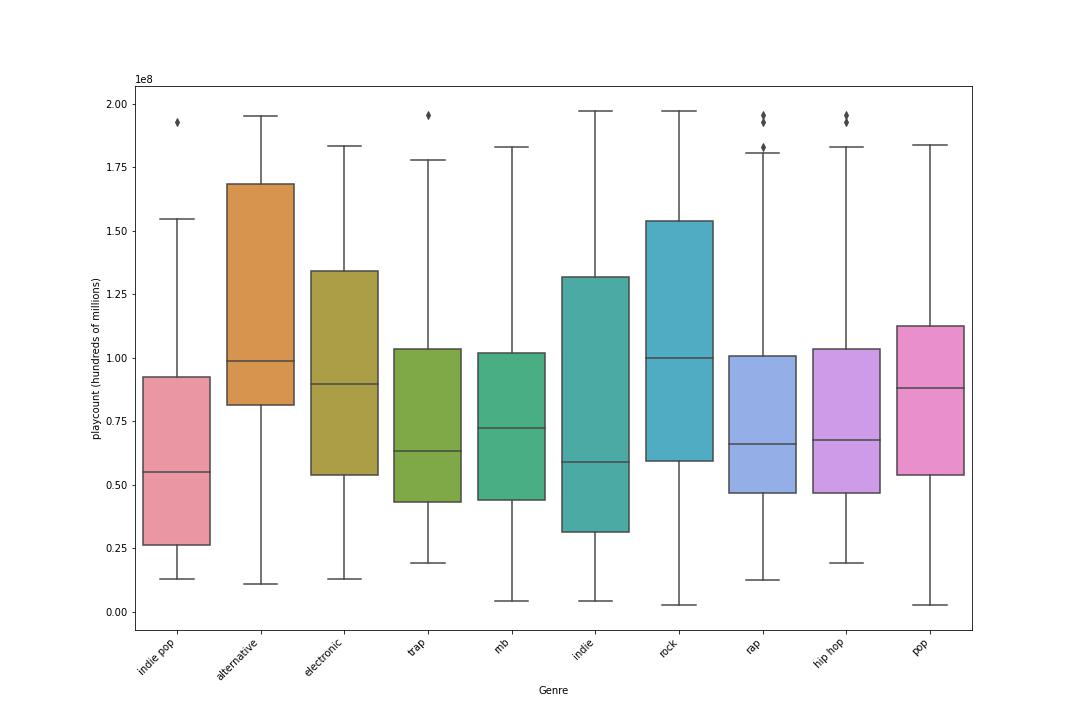 1e8
2.00
1.75
1.50
1.25
1.00
0.75
0.50
0.25
0.00
playcount (hundreds of millions)
indie pop
alternative
electronic
trap
rnb
indie
rock
rap
hip hop
pop
Genre